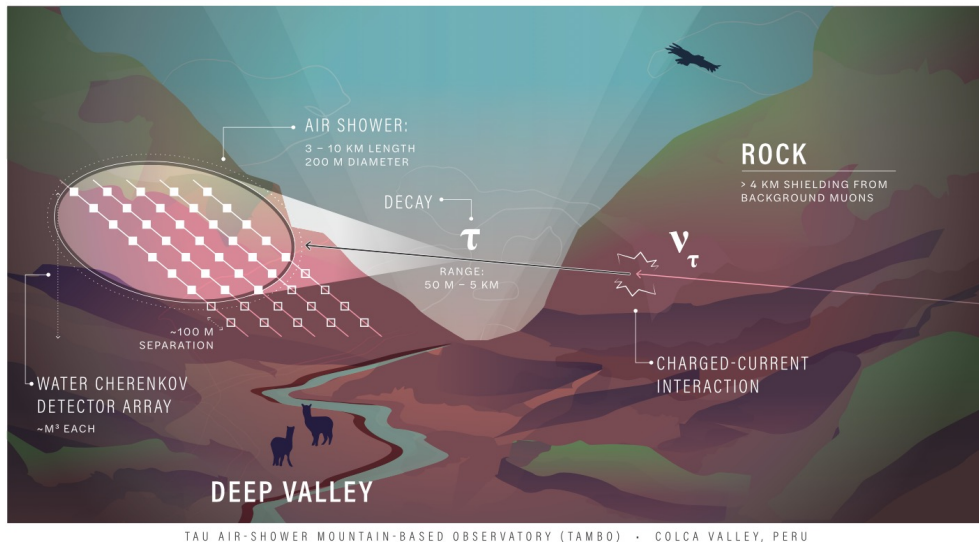 AIR SHOWER:
3 – 10 KM LENGTH
200 M DIAMETER
ROCK
> 4 KM SHIELDING FROM
BACKGROUND MUONS
DECAY
τ
RANGE:
50 M – 5 KM
ντ
~100 M
SEPARATION
WATER CHERENKOV
DETECTOR ARRAY
~M³ EACH
CHARGED-CURRENT
INTERACTION
DEEP VALLEY
TAU AIR-SHOWER MOUNTAIN-BASED OBSERVATORY (TAMBO) • COLCA VALLEY, PERU